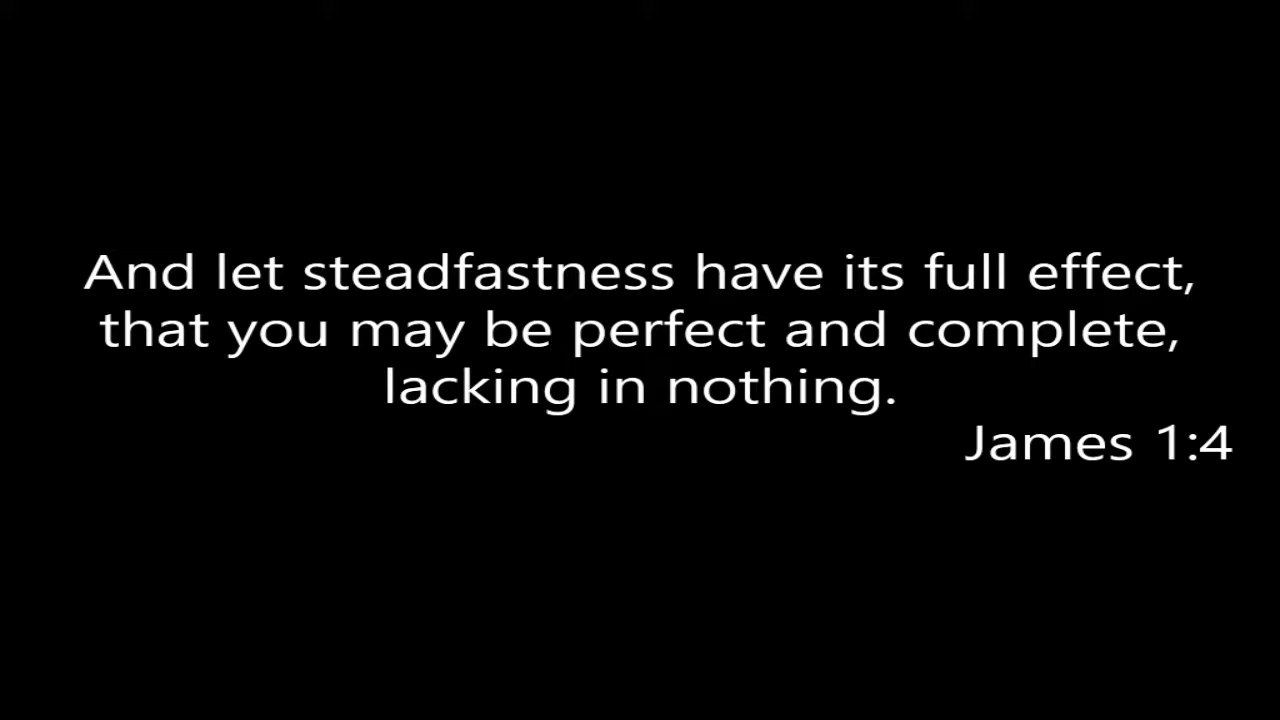 And let steadfastness have its full effect,
that you may be perfect and complete,
lacking in nothing.
James 1:4